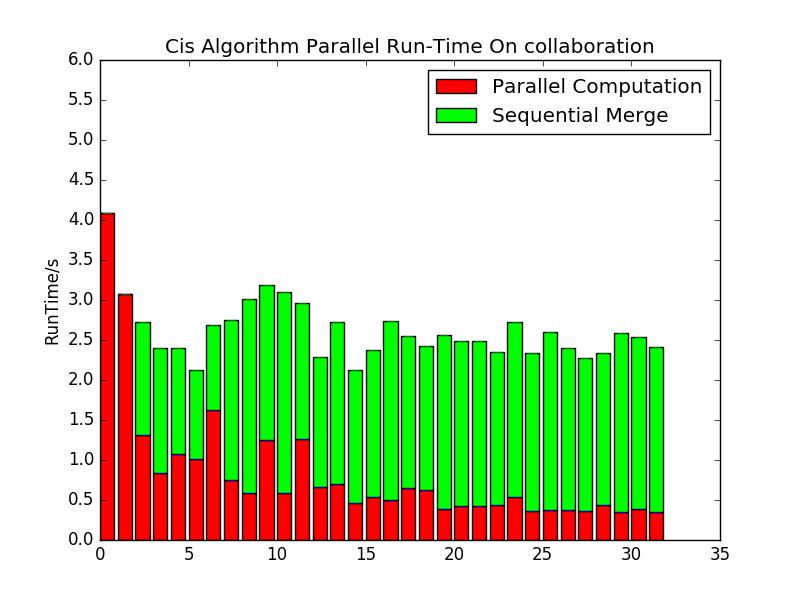 Cis Algorithm Parallel Run-Time On collaboration
Parallel Computation
Sequential Merge
RunTime/s
6.0
5.5
5.0
4.5
4.0
3.5
3.0
2.5
2.0
1.5
1.0
0.5
0.0
0 5 10 15 20 25 30 35